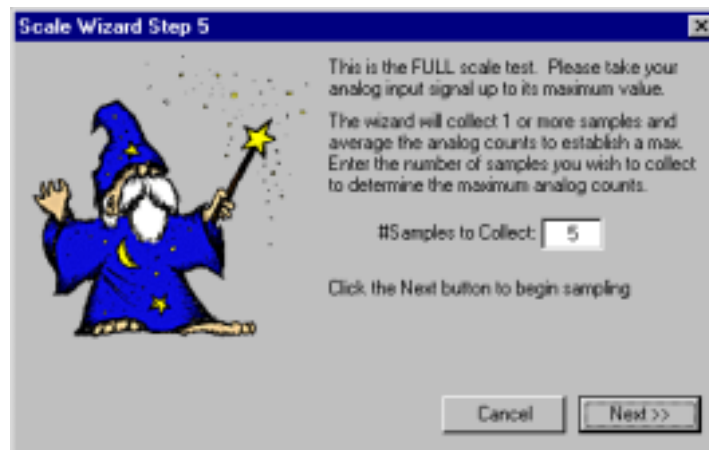 Scale Wizard Step 5
This is the FULL scale test. Please take your
analog input signal up to its maximum value.
The wizard will collect 1 or more samples and
average the analog counts to establish a max.
Enter the number of samples you wish to collect
to determine the maximum analog counts.
#Samples to Collect: 5
Click the Next button to begin sampling
Cancel Next >>